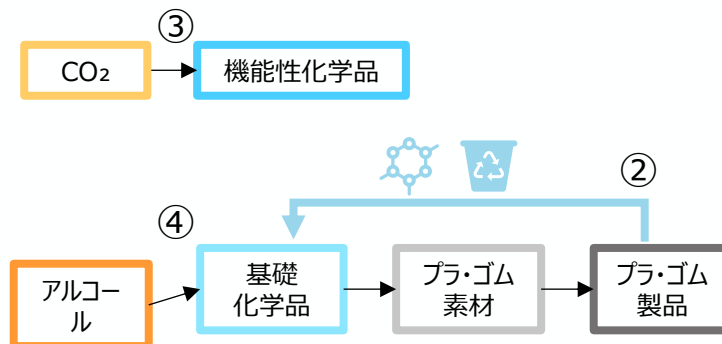 ③
CO₂
機能性化学品
②
④
基礎
化学品
プラ・ゴム
素材
プラ・ゴム
製品
アルコー
ル